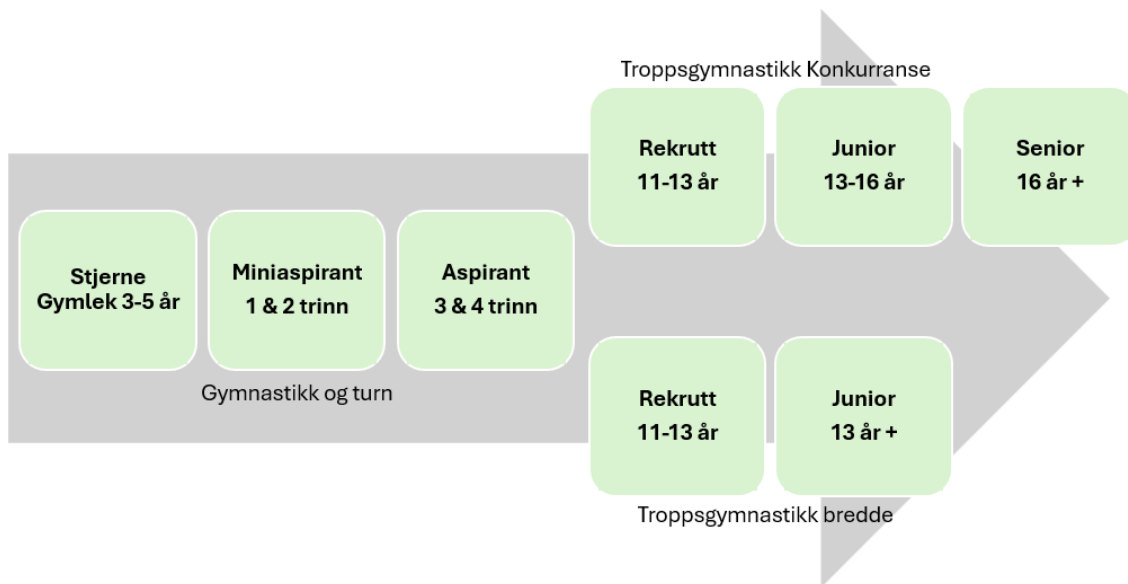 Troppsgymnastikk Konkurranse
Rekrutt
11-13 år
Junior
13-16 år
Senior
16 år +
Stjerne
Gymlek 3-5 år
Miniaspirant
1 & 2 trinn
Aspirant
3 & 4 trinn
Gymnastikk og turn
Rekrutt
11-13 år
Junior
13 år +
Troppsgymnastikk bredde